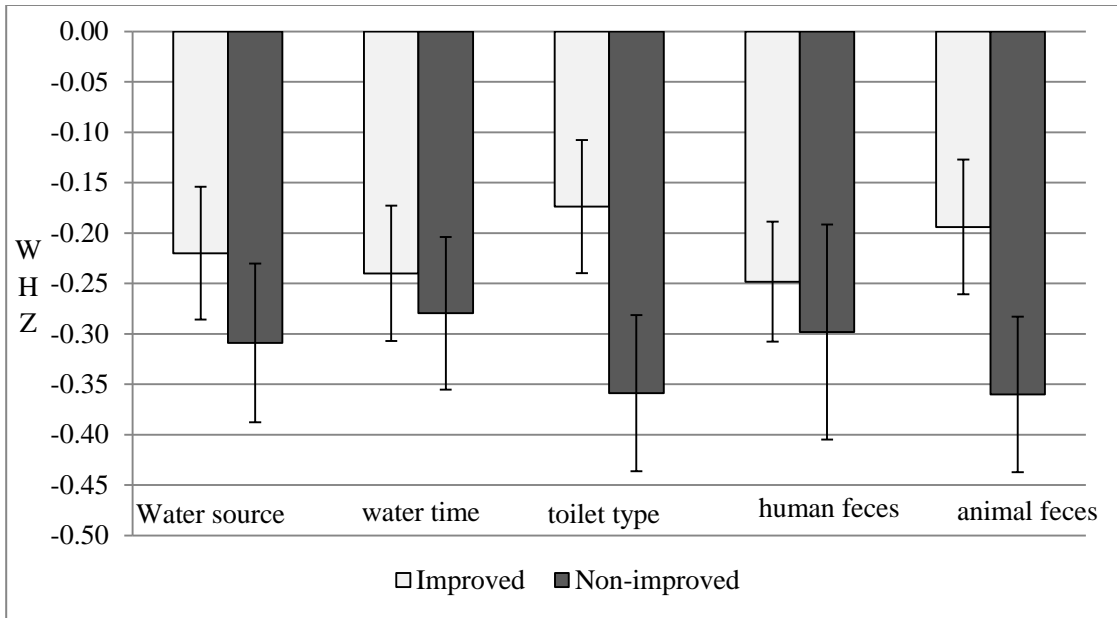 0.00
-0.05
-0.10
-0.15
-0.20
-0.25
-0.30
-0.35
-0.40
-0.45
-0.50
W
H
Z
Water source water time toilet type human feces animal feces
Improved Non-improved